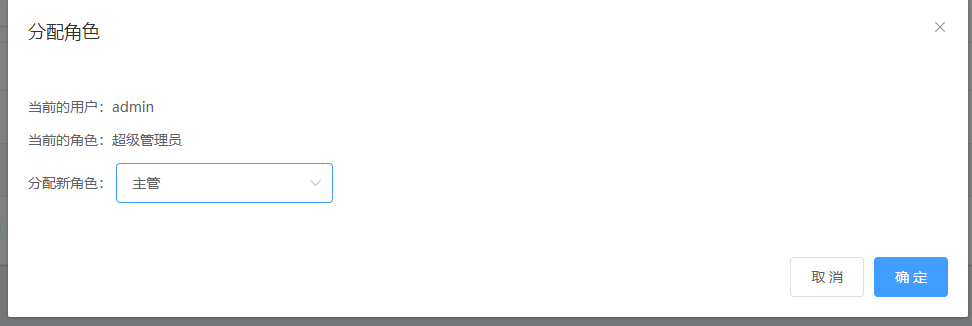 分配角色
当前的用户：admin
当前的角色：超级管理员
分配新角色： 主管
取 消 确 定